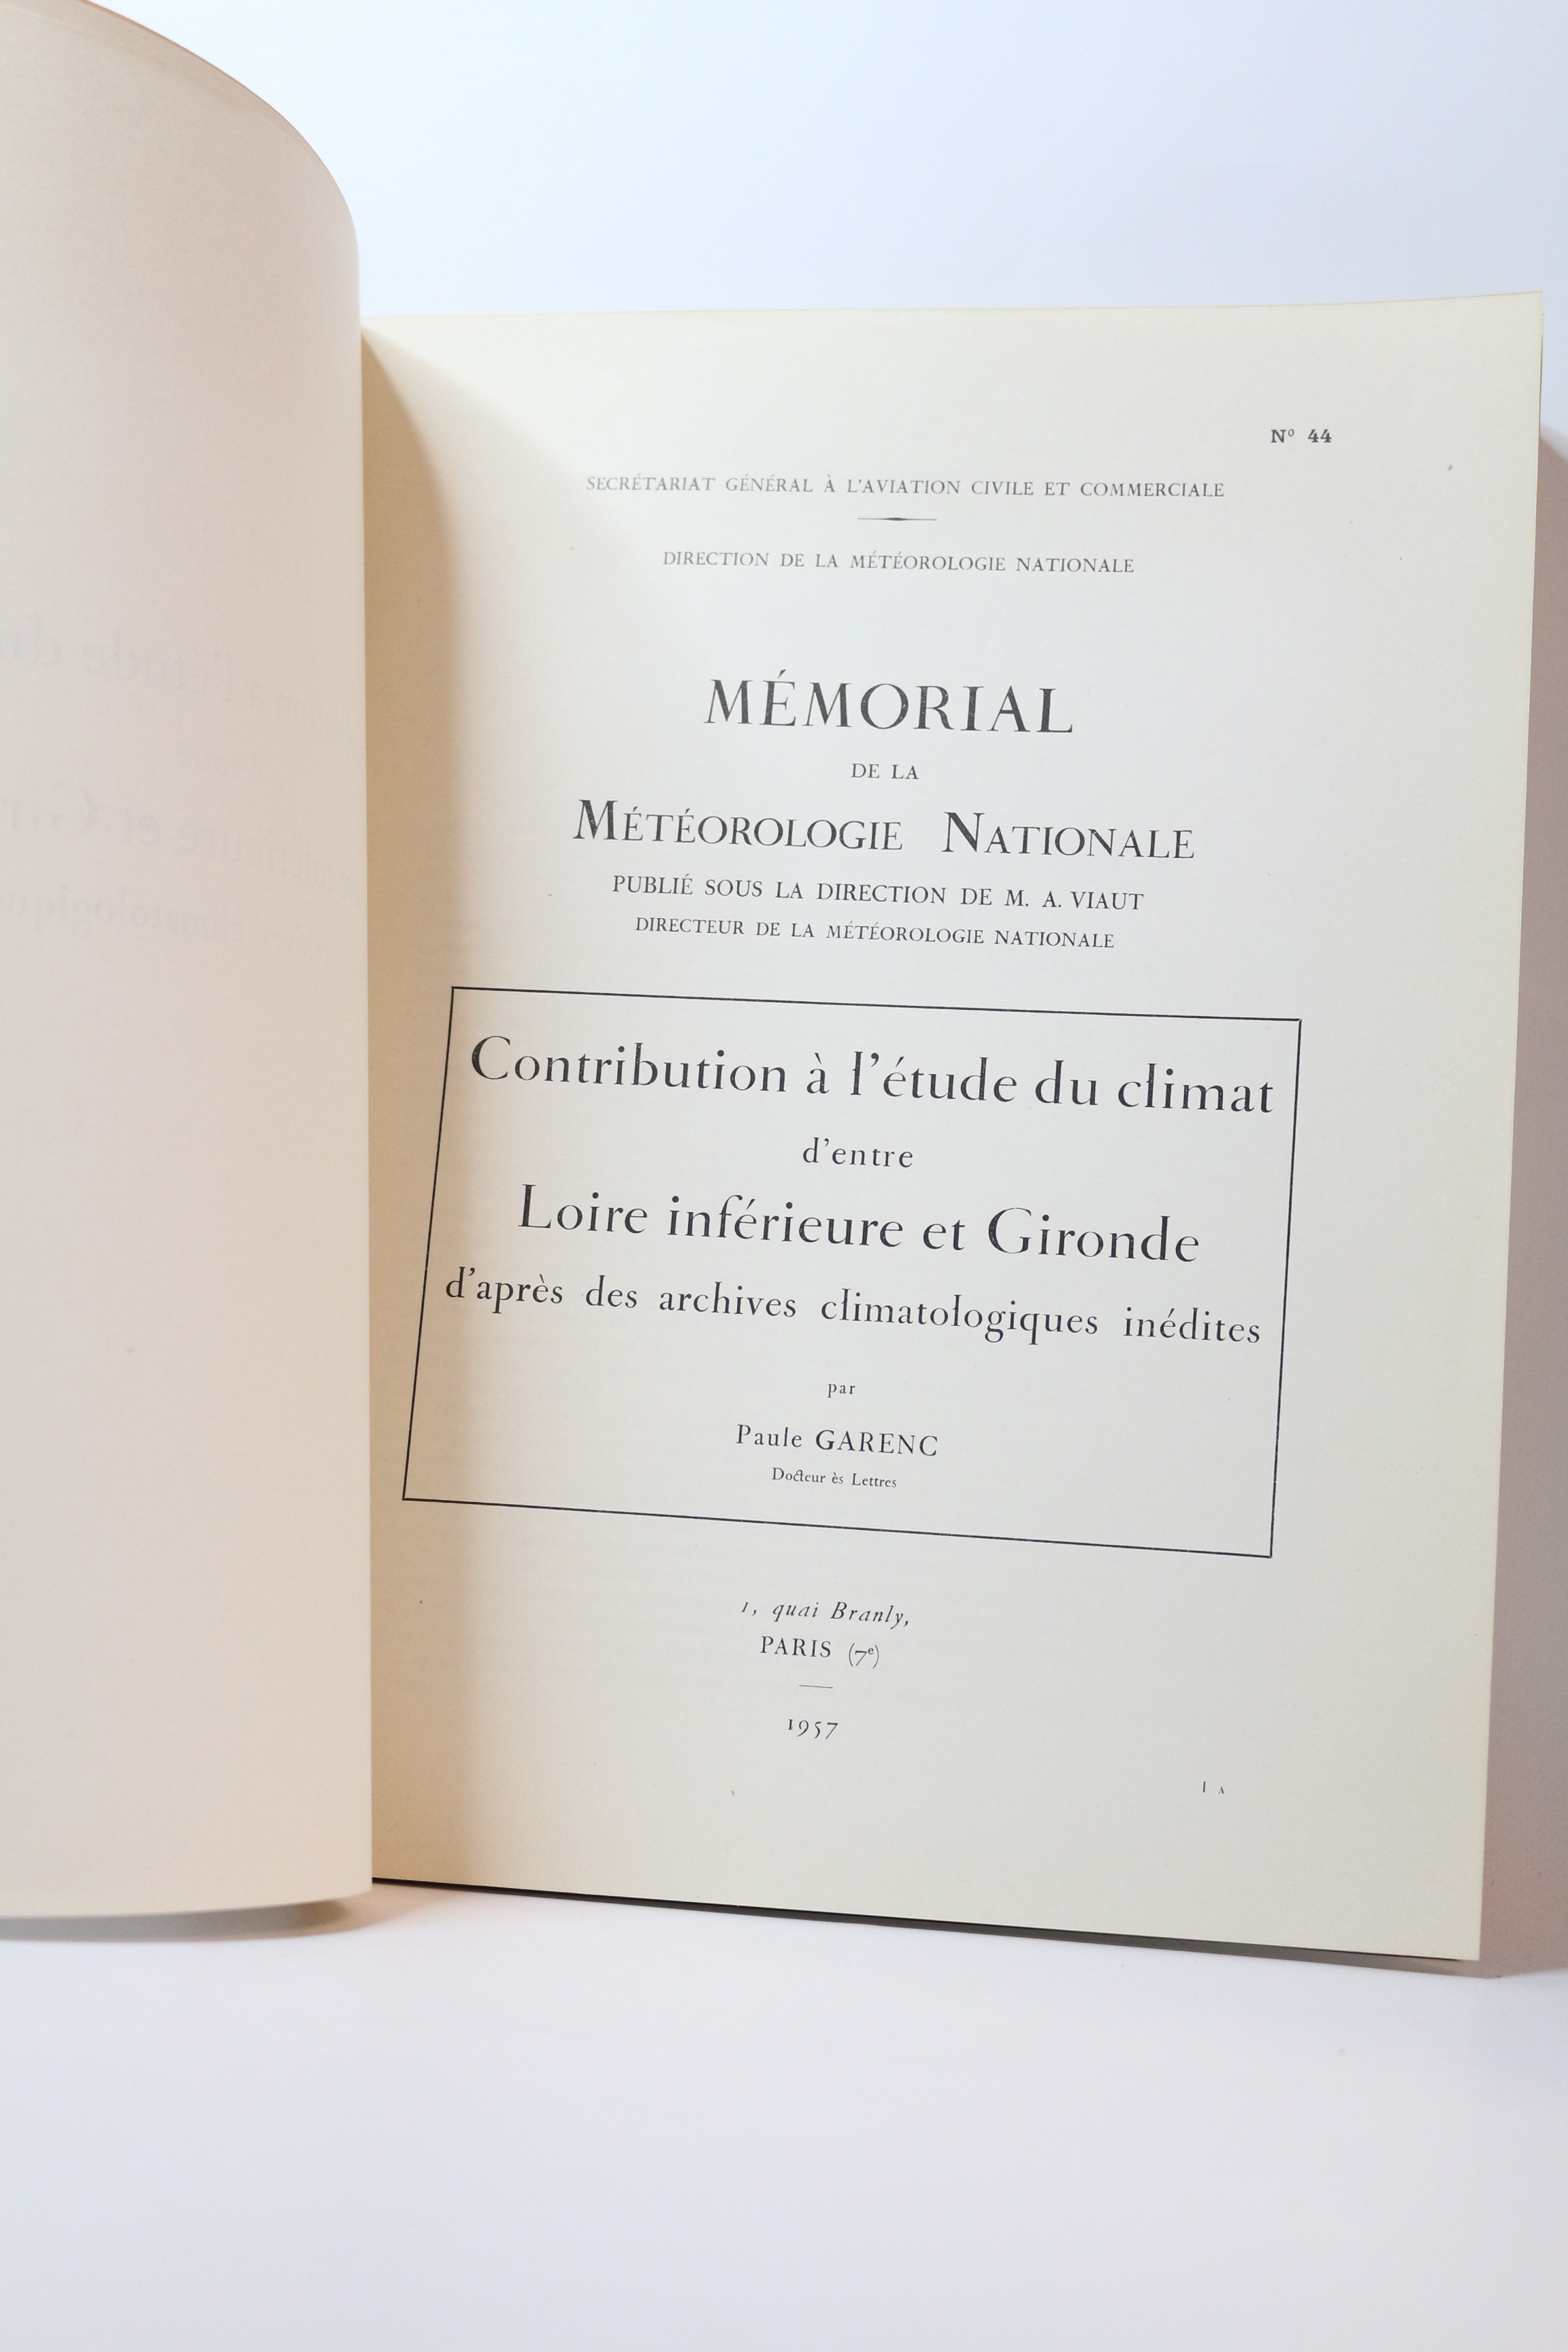 N° 44
SECRÉTARIAT GÉNÉRAL À L'AVIATION CIVILE ET COMMERCIALE
DIRECTION DE LA MÉTÉOROLOGIE NATIONALE
MÉMORIAL
DE LA
MÉTÉOROLOGIE NATIONALE
PUBLIÉ SOUS LA DIRECTION DE M. A. VIAUT
DIRECTEUR DE LA MÉTÉOROLOGIE NATIONALE
Contribution à l'étude du climat
d'entre
Loire inférieure et Gironde
d'après des archives climatologiques inédites
par
Paule GARENC
Docteur ès Lettres
1, quai Branly,
PARIS (7e)
1957
1 A